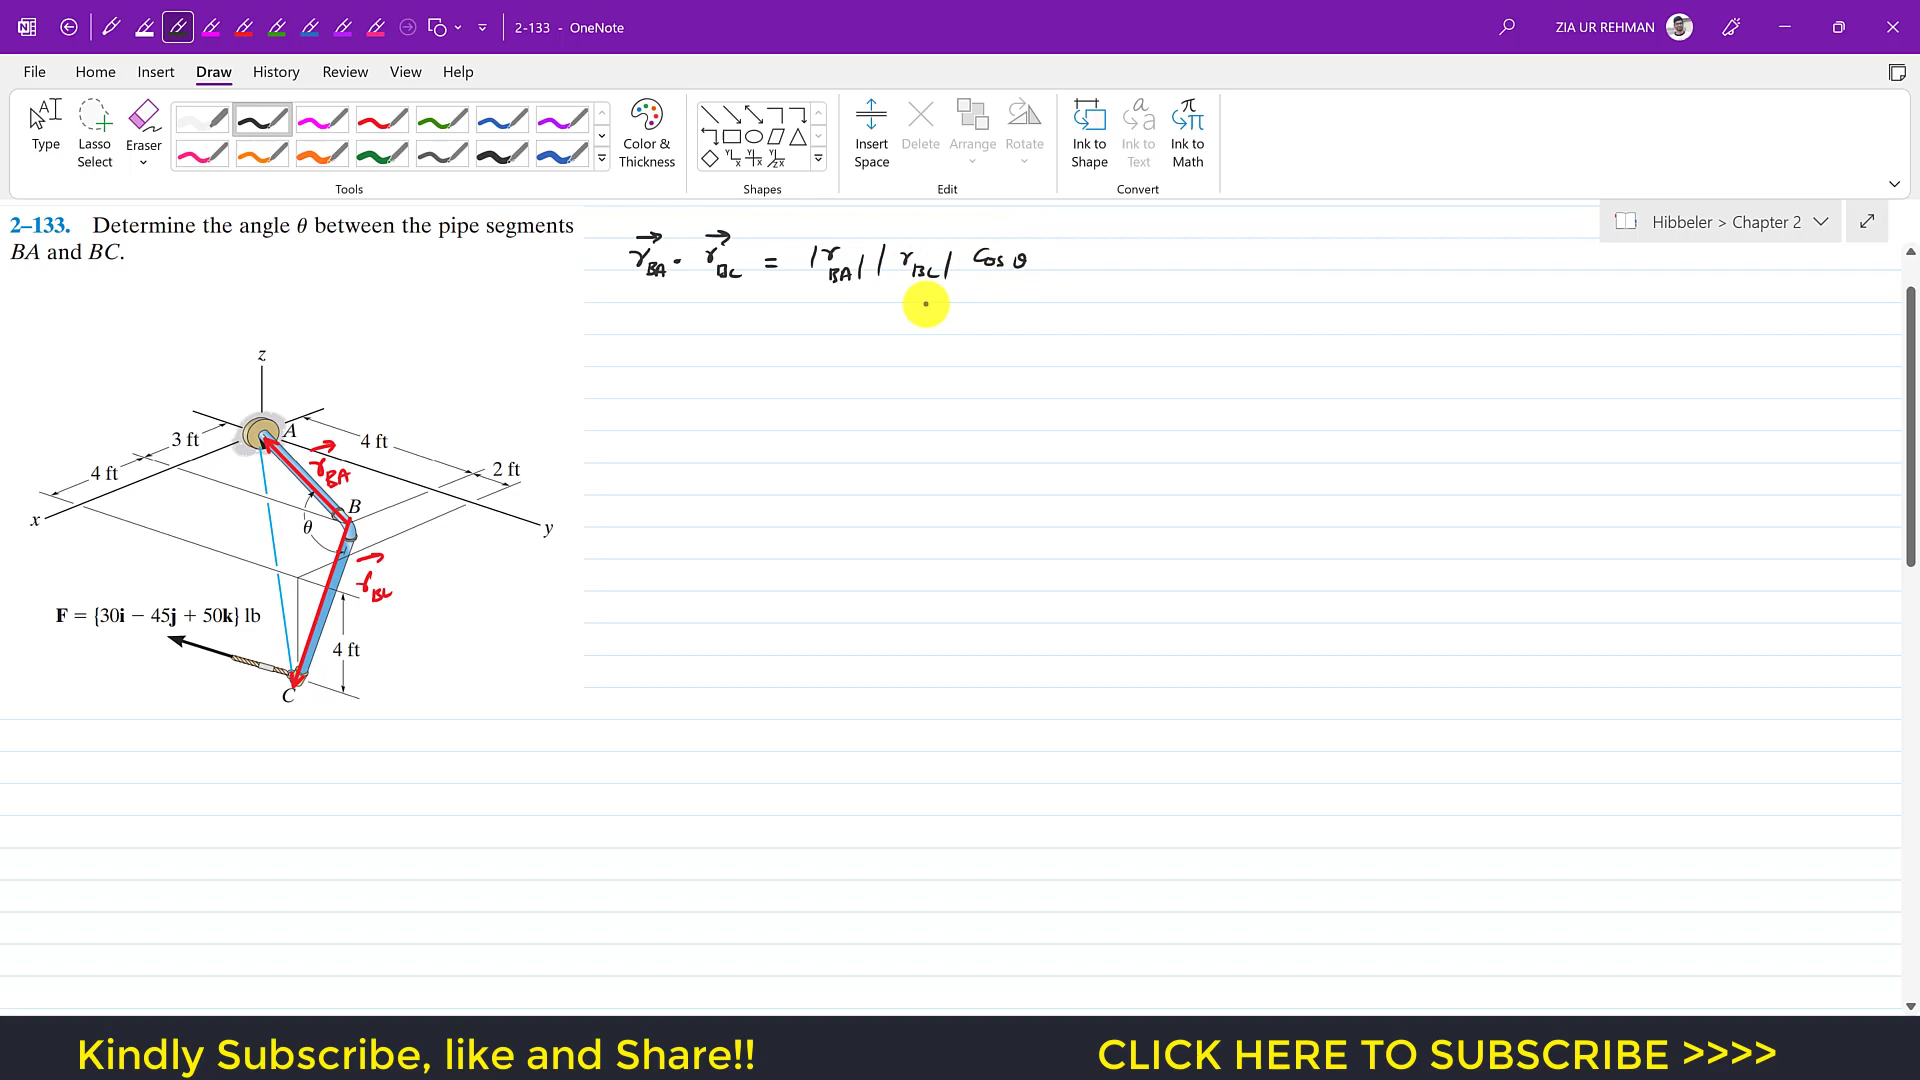 2-133 - OneNote
ZIA UR REHMAN
File Home Insert Draw History Review View Help
Type
Lasso Select
Eraser
Color & Thickness
Insert Space
Delete
Arrange
Rotate
Ink to Shape
Ink to Text
Ink to Math
Tools
Shapes
Edit
Convert
Hibbeler > Chapter 2
2–133. Determine the angle θ between the pipe segments
BA and BC.
r BA · r BC = |r BA| |r BC| Cos θ
z
A
3 ft
4 ft
4 ft
2 ft
r BA
B
x
θ
y
r BC
F = {30i − 45j + 50k} lb
4 ft
C
Kindly Subscribe, like and Share!!
CLICK HERE TO SUBSCRIBE >>>>